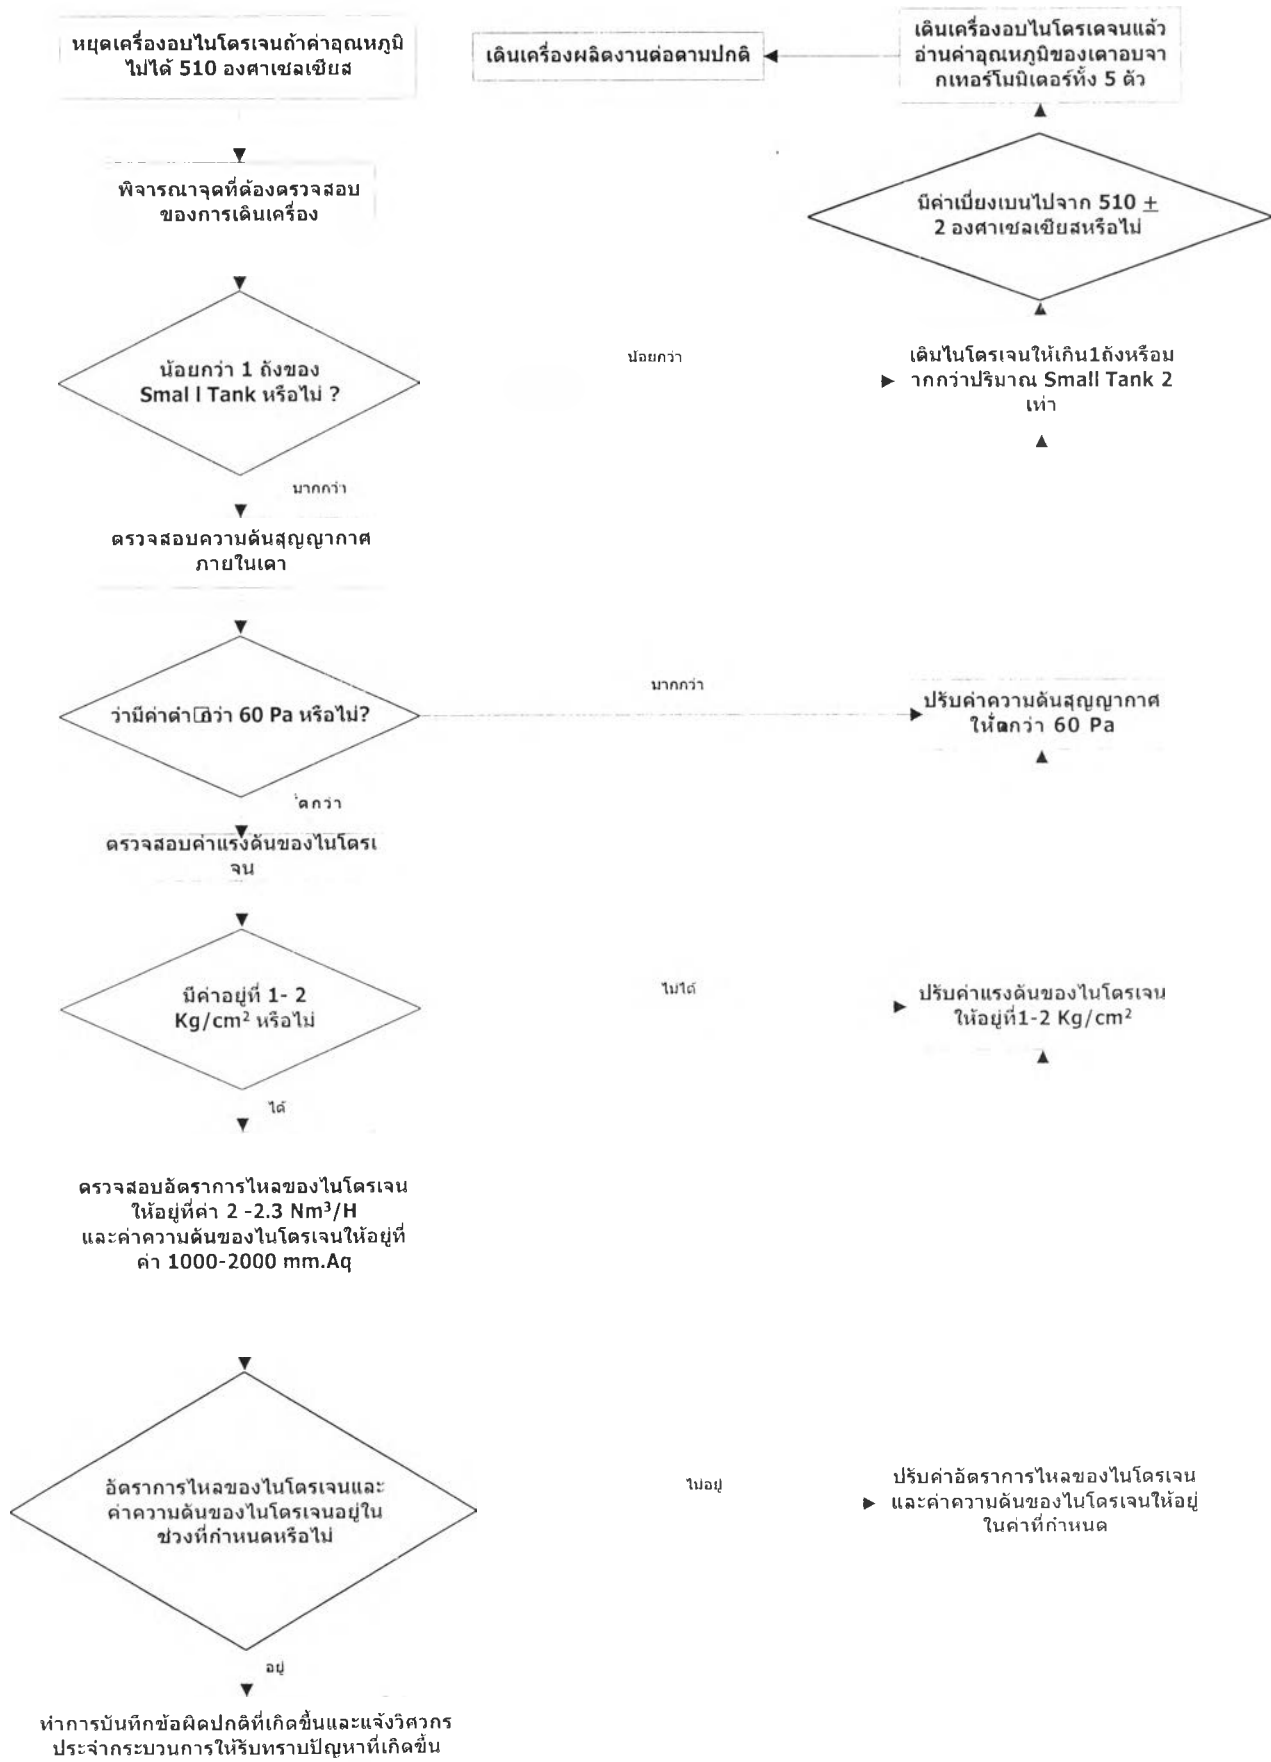 หยุดเครื่องอบไนโตรเจนถ้าค่าอุณหภูมิ
ไม่ได้ 510 องศาเซลเซียส
เดินเครื่องผลิตงานต่อตามปกติ
เดินเครื่องอบไนโตรเดจนแล้ว
อ่านค่าอุณหภูมิของเตาอบจา
กเทอร์โมมิเตอร์ทั้ง 5 ตัว
พิจารณาจุดที่ต้องตรวจสอบ
ของการเดินเครื่อง
มีค่าเบี่ยงเบนไปจาก 510 ±
2 องศาเซลเซียสหรือไม่
น้อยกว่า 1 ถังของ
Smal l Tank หรือไม่ ?
น้อยกว่า
เติมไนโตรเจนให้เกิน1ถังหรือม
ากกว่าปริมาณ Small Tank 2
เท่า
มากกว่า
ตรวจสอบความดันสุญญากาศ
ภายในเตา
ว่ามีค่าต่ำกว่า 60 Pa หรือไม่?
มากกว่า
ปรับค่าความดันสุญญากาศ
60 Pa
ตรวจสอบค่าแรงดันของไนโตรเ
จน
มีค่าอยู่ที่ 1- 2
Kg/cm² หรือไม่
ไม่ได้
ปรับค่าแรงดันของไนโตรเจน
ให้อยู่ที่1-2 Kg/cm²
ได้
ตรวจสอบอัตราการไหลของไนโตรเจน
ให้อยู่ที่ค่า 2 -2.3 Nm³/H
และค่าความดันของไนโตรเจนให้อยู่ที่
ค่า 1000-2000 mm.Aq
อัตราการไหลของไนโตรเจนและ
ค่าความดันของไนโตรเจนอยู่ใน
ช่วงที่กำหนดหรือไม่
ไม่อยู่
ปรับค่าอัตราการไหลของไนโตรเจน
และค่าความดันของไนโตรเจนให้อยู่
ในค่าที่กำหนด
อยู่
ทำการบันทึกข้อผิดปกติที่เกิดขึ้นและแจ้งวิศวกร
ประจำกระบวนการให้รับทราบปัญหาที่เกิดขึ้น